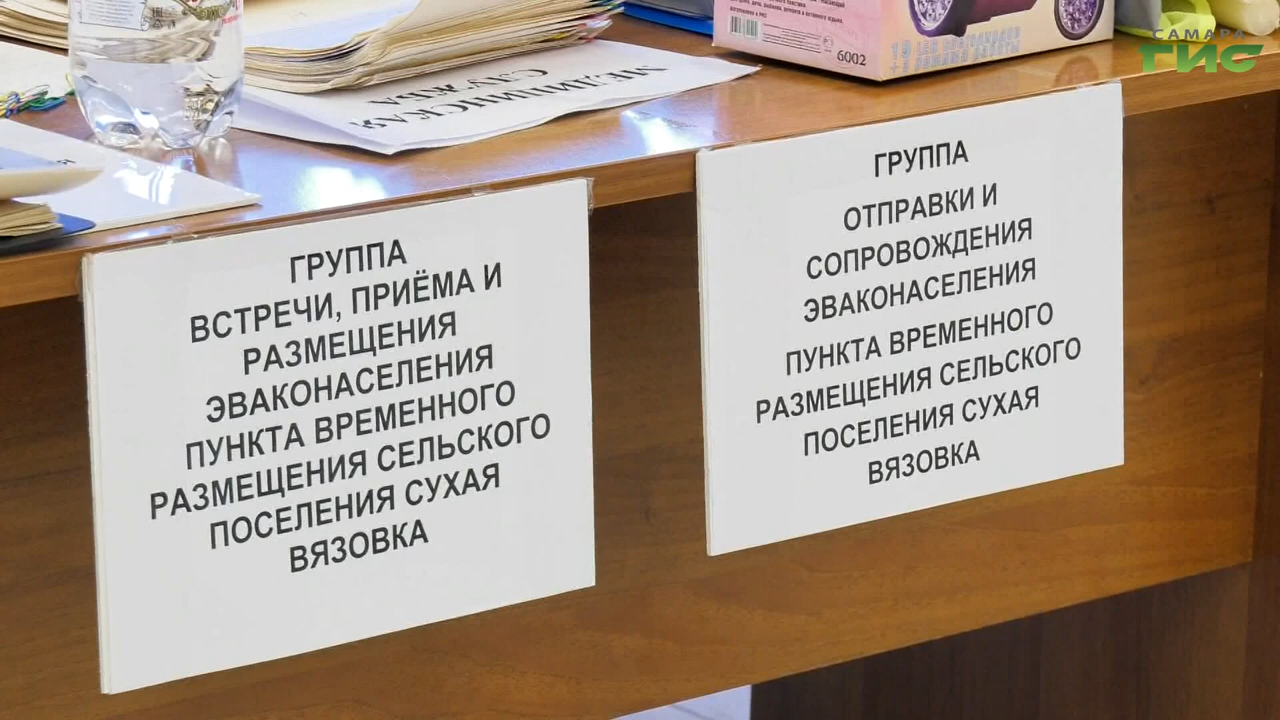 САМАРА
ГИС
6002
МЕДИЦИНСКАЯ
СЛУЖБА
ГРУППА
ВСТРЕЧИ, ПРИЁМА И
РАЗМЕЩЕНИЯ
ЭВАКОНАСЕЛЕНИЯ
ПУНКТА ВРЕМЕННОГО
РАЗМЕЩЕНИЯ СЕЛЬСКОГО
ПОСЕЛЕНИЯ СУХАЯ
ВЯЗОВКА
ГРУППА
ОТПРАВКИ И
СОПРОВОЖДЕНИЯ
ЭВАКОНАСЕЛЕНИЯ
ПУНКТА ВРЕМЕННОГО
РАЗМЕЩЕНИЯ СЕЛЬСКОГО
ПОСЕЛЕНИЯ СУХАЯ
ВЯЗОВКА